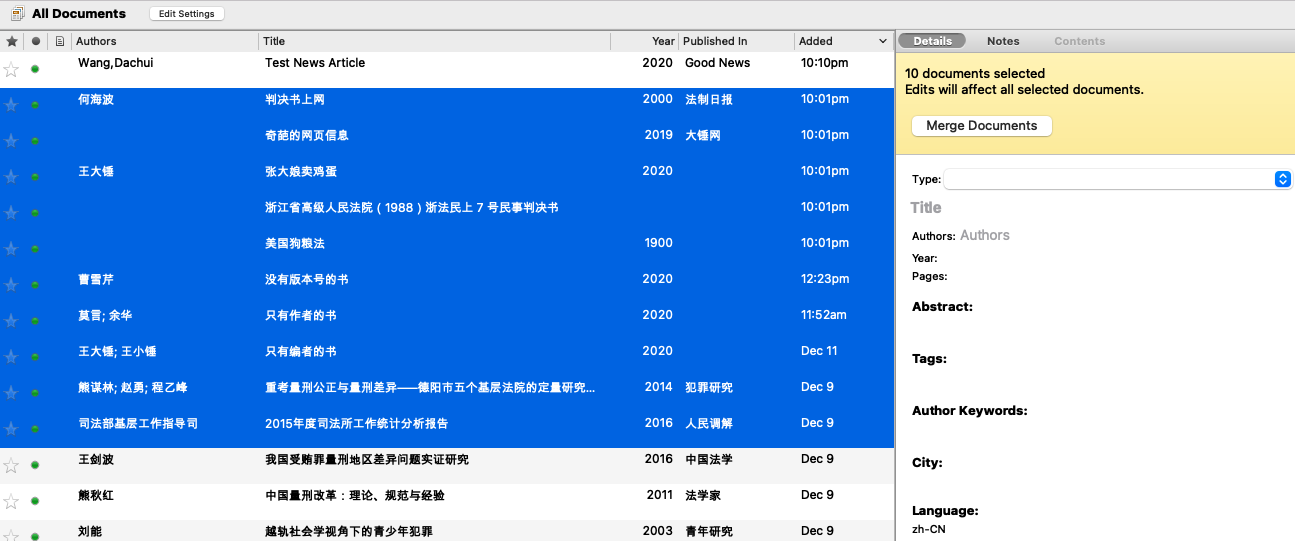 All Documents Edit Settings
Authors Title Year Published In Added
Wang,Dachui Test News Article 2020 Good News 10:10pm
何海波 判决书上网 2000 法制日报 10:01pm
奇葩的网页信息 2019 大锤网 10:01pm
王大锤 张大娘卖鸡蛋 2020 10:01pm
浙江省高级人民法院（1988）浙法民上 7 号民事判决书 10:01pm
美国狗粮法 1900 10:01pm
曹雪芹 没有版本号的书 2020 12:23pm
莫言; 余华 只有作者的书 2020 11:52am
王大锤; 王小锤 只有编者的书 2020 Dec 11
熊谋林; 赵勇; 程乙峰 重考量刑公正与量刑差异——德阳市五个基层法院的定量研究... 2014 犯罪研究 Dec 9
司法部基层工作指导司 2015年度司法所工作统计分析报告 2016 人民调解 Dec 9
王剑波 我国受贿罪量刑地区差异问题实证研究 2016 中国法学 Dec 9
熊秋红 中国量刑改革：理论、规范与经验 2011 法学家 Dec 9
刘能 越轨社会学视角下的青少年犯罪 2003 青年研究 Dec 9
Details Notes Contents
10 documents selected
Edits will affect all selected documents.
Merge Documents
Type:
Title
Authors: Authors
Year:
Pages:
Abstract:
Tags:
Author Keywords:
City:
Language:
zh-CN